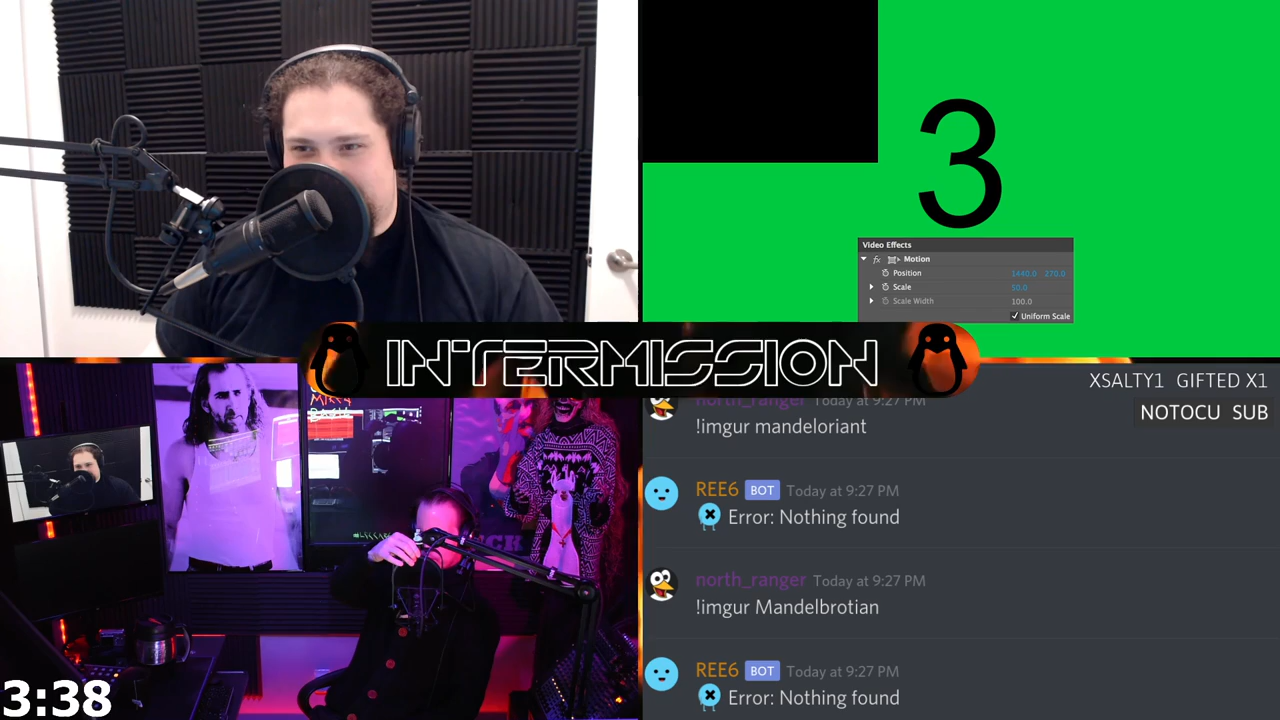 3
Video Effects
fx Motion
Position 1440.0 270.0
Scale 50.0
Scale Width 100.0
Uniform Scale
INTERMISSION
XSALTY1 GIFTED X1
NOTOCU SUB
north_ranger Today at 9:27 PM
!imgur mandeloriant
REE6 BOT Today at 9:27 PM
Error: Nothing found
north_ranger Today at 9:27 PM
!imgur Mandelbrotian
REE6 BOT Today at 9:27 PM
Error: Nothing found
3:38